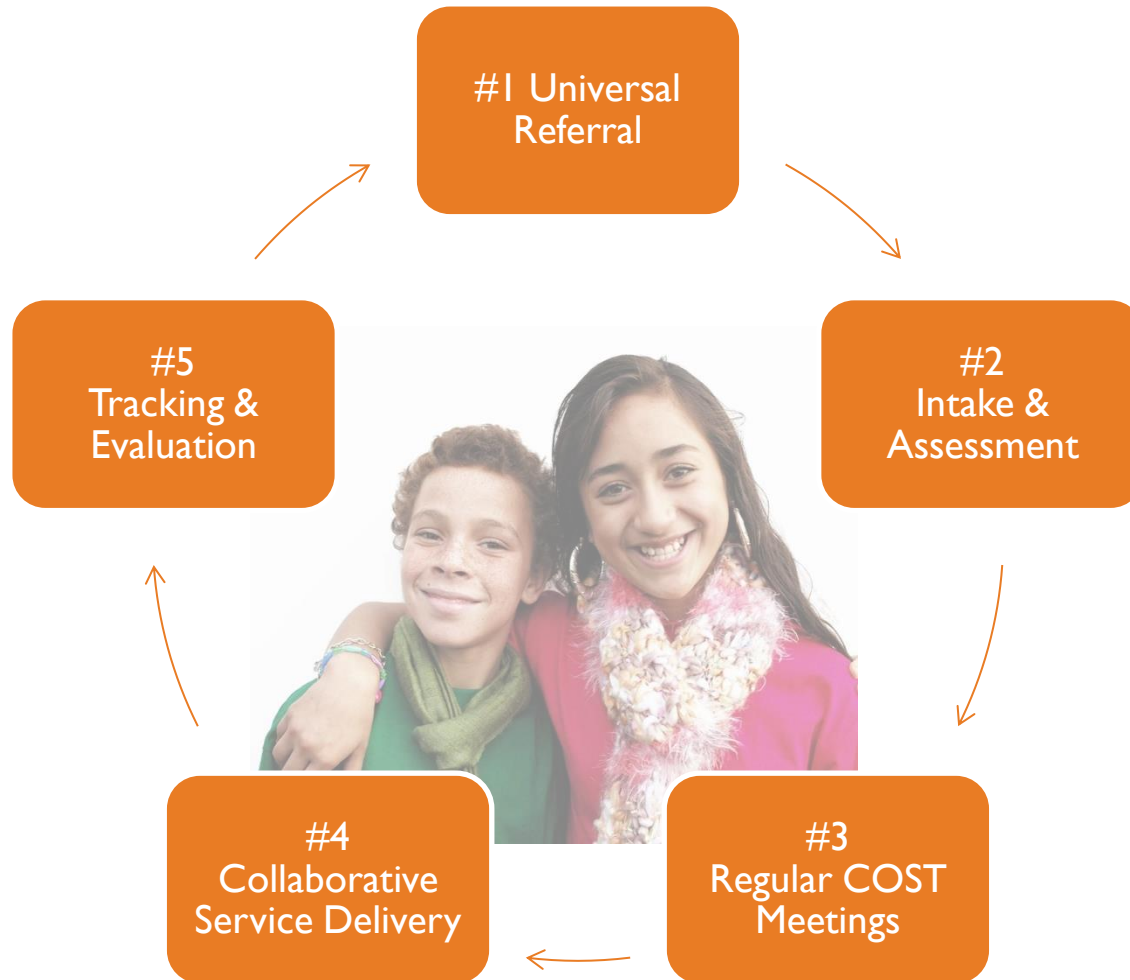 #1 Universal
Referral
#2
Intake &
Assessment
#3
Regular COST
Meetings
#4
Collaborative
Service Delivery
#5
Tracking &
Evaluation